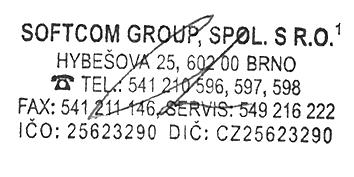 SOFTCOM GROUP, SPOL. S R.O.¹
HYBEŠOVA 25, 602 00 BRNO
☎ TEL.: 541 210 596, 597, 598
FAX: 541 211 146, SERVIS: 549 216 222
IČO: 25623290 DIČ: CZ25623290